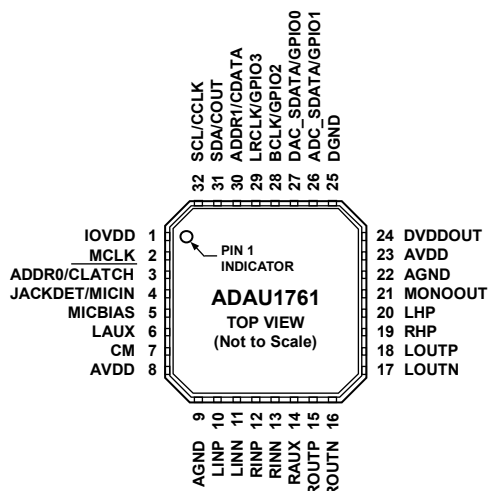 32 SCL/CCLK
31 SDA/COUT
30 ADDR1/CDATA
29 LRCLK/GPIO3
28 BCLK/GPIO2
27 DAC_SDATA/GPIO0
26 ADC_SDATA/GPIO1
25 DGND
IOVDD 1
MCLK 2
ADDR0/CLATCH 3
JACKDET/MICIN 4
MICBIAS 5
LAUX 6
CM 7
AVDD 8
PIN 1
INDICATOR
ADAU1761
TOP VIEW
(Not to Scale)
24 DVDDOUT
23 AVDD
22 AGND
21 MONOOUT
20 LHP
19 RHP
18 LOUTP
17 LOUTN
AGND 9
LINP 10
LINN 11
RINP 12
RINN 13
RAUX 14
ROUTP 15
ROUTN 16